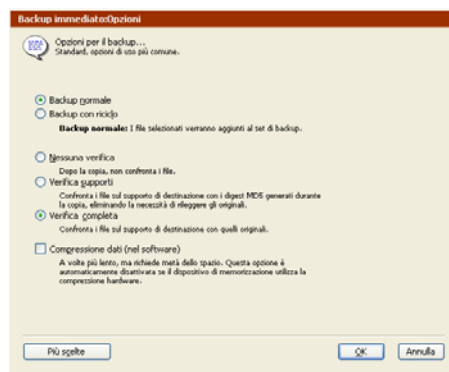 Backup immediato:Opzioni
Opzioni per il backup...
Standard, opzioni di uso più comune.
Backup normale
Backup con riciclo
Backup normale: I file selezionati verranno aggiunti al set di backup.
Nessuna verifica
Dopo la copia, non confronta i file.
Verifica supporti
Confronta i file sul supporto di destinazione con i digest MD5 generati durante
la copia, eliminando la necessità di rileggere gli originali.
Verifica completa
Confronta i file sul supporto di destinazione con quelli originali.
Compressione dati (nel software)
A volte più lento, ma richiede metà dello spazio. Questa opzione è
automaticamente disattivata se il dispositivo di memorizzazione utilizza la
compressione hardware.
Più scelte
OK
Annulla